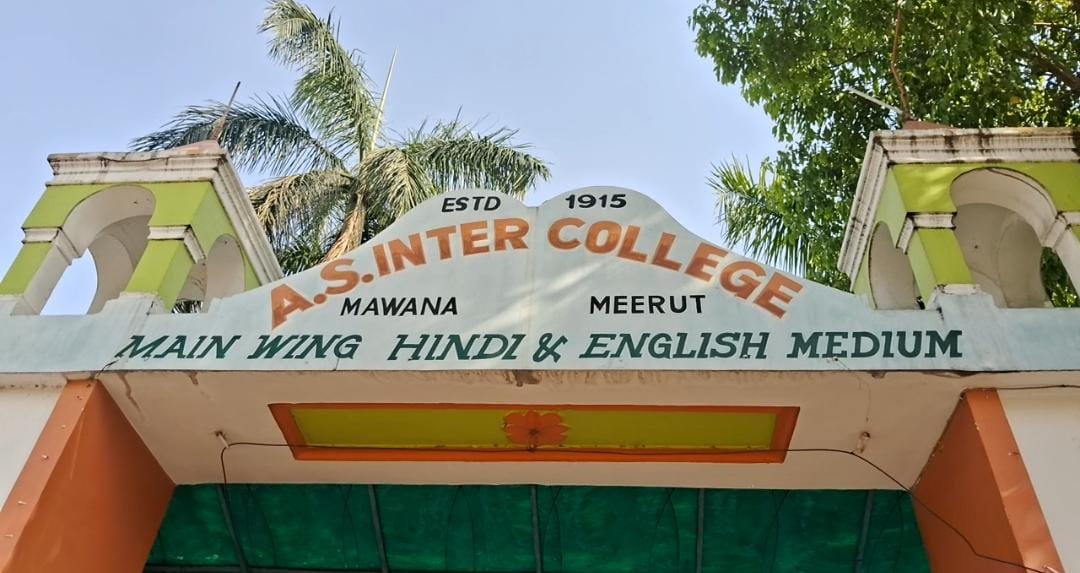 ESTD 1915
A.S.INTER COLLEGE
MAWANA MEERUT
MAIN WING HINDI & ENGLISH MEDIUM